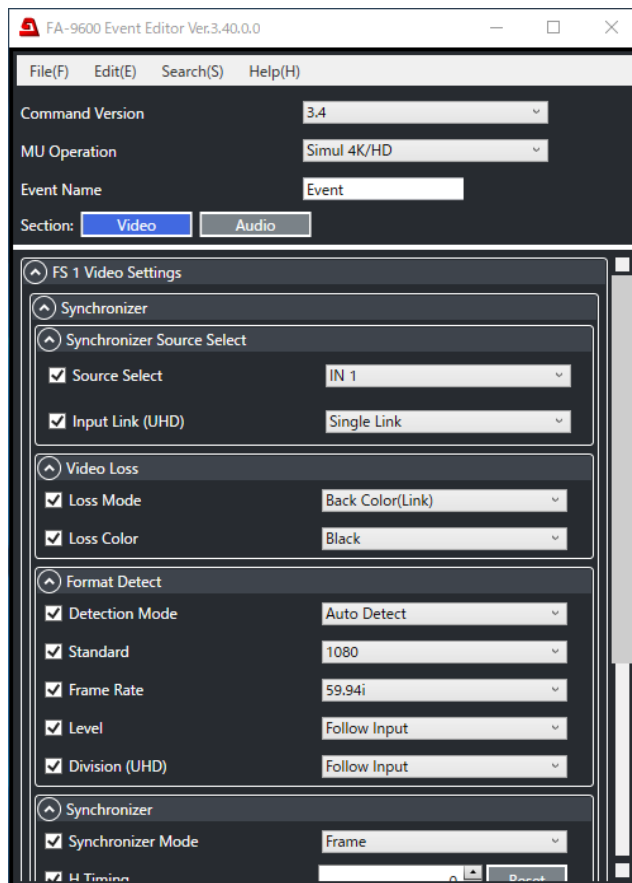 FA-9600 Event Editor Ver.3.40.0.0
File(F) Edit(E) Search(S) Help(H)
Command Version 3.4
MU Operation Simul 4K/HD
Event Name Event
Section: Video Audio
FS 1 Video Settings
Synchronizer
Synchronizer Source Select
Source Select IN 1
Input Link (UHD) Single Link
Video Loss
Loss Mode Back Color(Link)
Loss Color Black
Format Detect
Detection Mode Auto Detect
Standard 1080
Frame Rate 59.94i
Level Follow Input
Division (UHD) Follow Input
Synchronizer
Synchronizer Mode Frame
H Timing 0 Reset